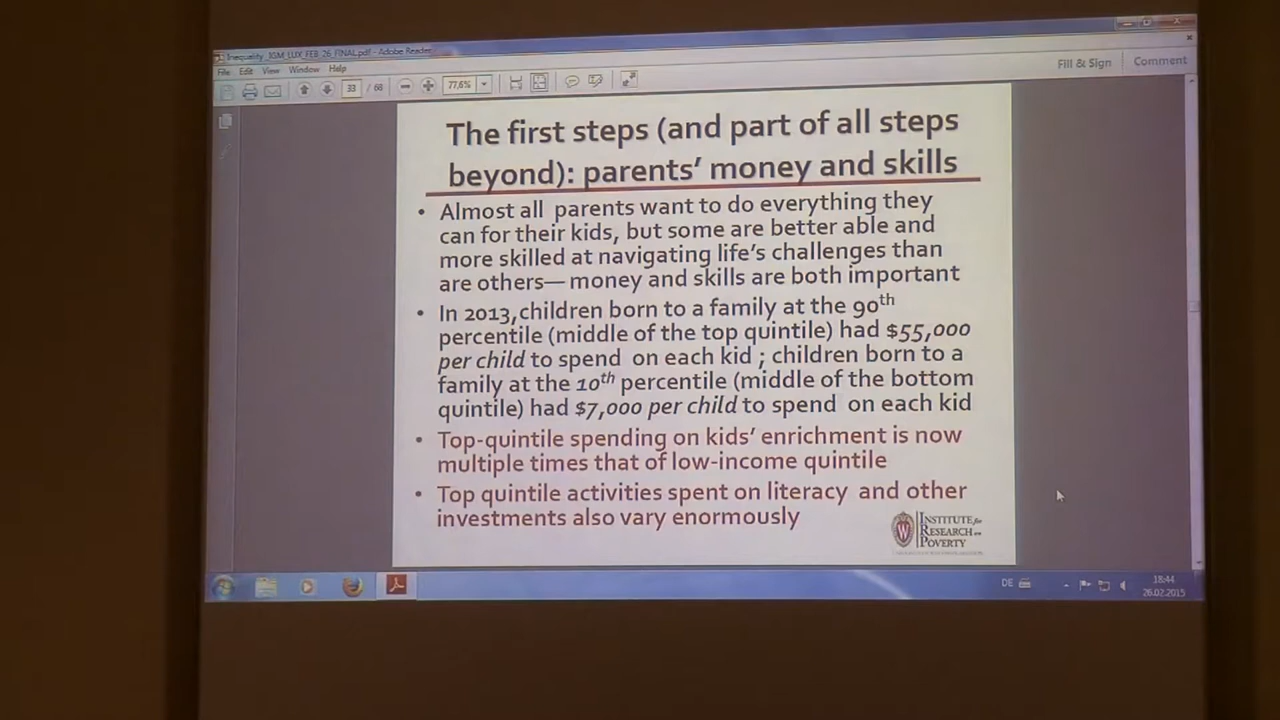 Inequality_XSM_LUX_FEB_26_FINAL.pdf - Adobe Reader
File Edit View Window Help
33 / 68 77,6%
Fill & Sign Comment
The first steps (and part of all steps
beyond): parents’ money and skills
• Almost all parents want to do everything they
can for their kids, but some are better able and
more skilled at navigating life’s challenges than
are others— money and skills are both important
• In 2013,children born to a family at the 90th
percentile (middle of the top quintile) had $55,000
per child to spend on each kid ; children born to a
family at the 10th percentile (middle of the bottom
quintile) had $7,000 per child to spend on each kid
• Top-quintile spending on kids’ enrichment is now
multiple times that of low-income quintile
• Top quintile activities spent on literacy and other
investments also vary enormously
INSTITUTE for
RESEARCH on
POVERTY
DE
18:44
26.02.2015